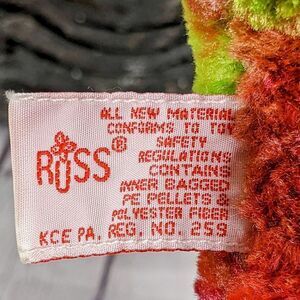 RUSS®
ALL NEW MATERIAL
CONFORMS TO TOY
SAFETY
REGULATIONS
CONTAINS
INNER BAGGED
PE PELLETS &
POLYESTER FIBER
KCE PA. REG. NO. 259